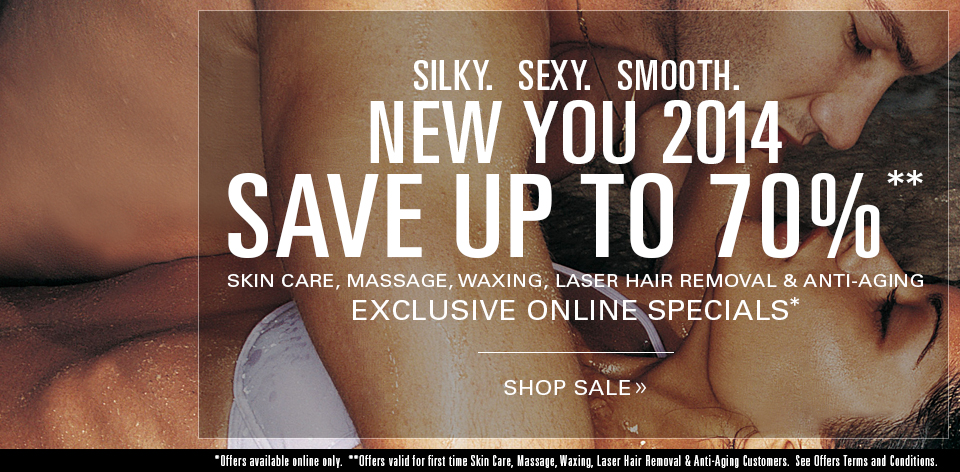 SILKY. SEXY. SMOOTH.
NEW YOU 2014
SAVE UP TO 70%**
SKIN CARE, MASSAGE, WAXING, LASER HAIR REMOVAL & ANTI-AGING
EXCLUSIVE ONLINE SPECIALS*
SHOP SALE»
*Offers available online only. **Offers valid for first time Skin Care, Massage, Waxing, Laser Hair Removal & Anti-Aging Customers. See Offers Terms and Conditions.